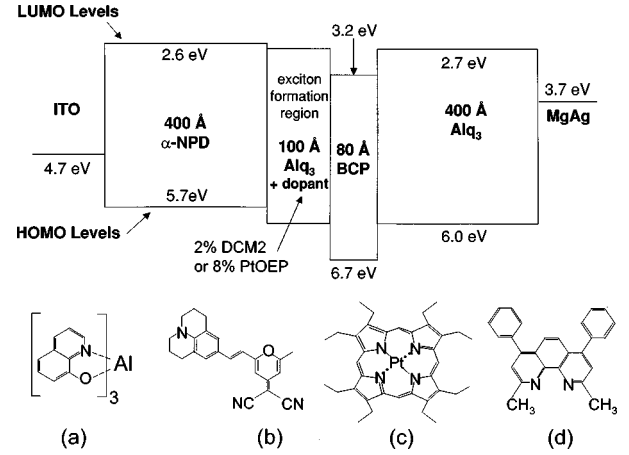 LUMO Levels
3.2 eV
2.6 eV
2.7 eV
3.7 eV
exciton
formation
region
ITO
400 Å
α-NPD
100 Å
Alq₃
+ dopant
80 Å
BCP
400 Å
Alq₃
MgAg
4.7 eV
5.7eV
HOMO Levels
6.0 eV
2% DCM2
or 8% PtOEP
6.7 eV
N
O
Al
3
N
O
CN
CN
N
N
Pt
N
N
N
N
CH₃
CH₃
(a)
(b)
(c)
(d)